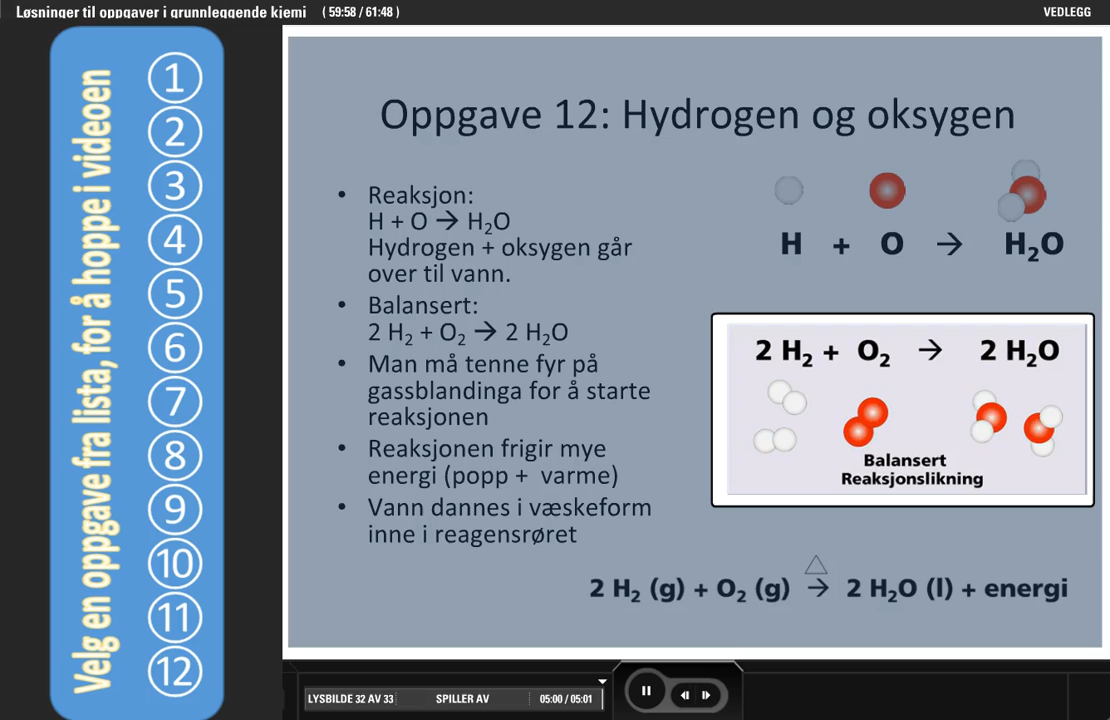 Løsninger til oppgaver i grunnleggende kjemi ( 59:58 / 61:48 )
VEDLEGG
Velg en oppgave fra lista, for å hoppe i videoen
1
2
3
4
5
6
7
8
9
10
11
12
Oppgave 12: Hydrogen og oksygen
• Reaksjon:
H + O → H₂O
Hydrogen + oksygen går
over til vann.
• Balansert:
2 H₂ + O₂ → 2 H₂O
• Man må tenne fyr på
gassblandinga for å starte
reaksjonen
• Reaksjonen frigir mye
energi (popp + varme)
• Vann dannes i væskeform
inne i reagensrøret
H + O → H₂O
2 H₂ + O₂ → 2 H₂O
Balansert
Reaksjonslikning
△
2 H₂ (g) + O₂ (g) → 2 H₂O (l) + energi
LYSBILDE 32 AV 33
SPILLER AV
05:00 / 05:01